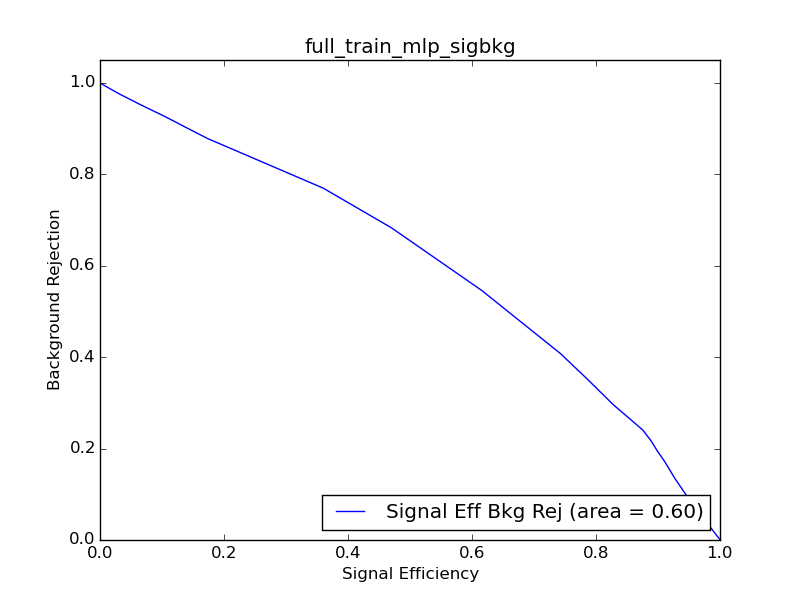 full_train_mlp_sigbkg
1.0
0.8
0.6
0.4
0.2
0.0
Background Rejection
Signal Eff Bkg Rej (area = 0.60)
0.0 0.2 0.4 0.6 0.8 1.0
Signal Efficiency